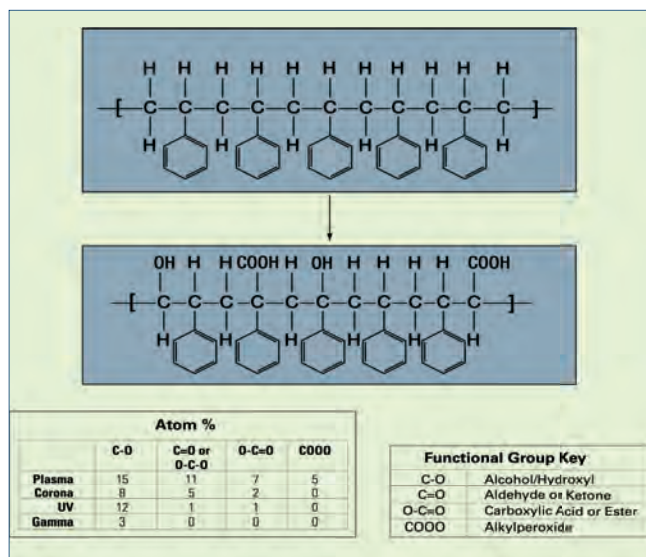 H H H H H H H H H H H
[ C C C C C C C C C C C ]
H H H H H H
OH H H COOH H OH H H H H COOH
[ C C C C C C C C C C C ]
H H H H H H
Atom %
C-O C=O or O-C=O COOO
O-C-O
Plasma 15 11 7 5
Corona 8 5 2 0
UV 12 1 1 0
Gamma 3 0 0 0
Functional Group Key
C-O Alcohol/Hydroxyl
C=O Aldehyde or Ketone
O-C=O Carboxylic Acid or Ester
COOO Alkylperoxide